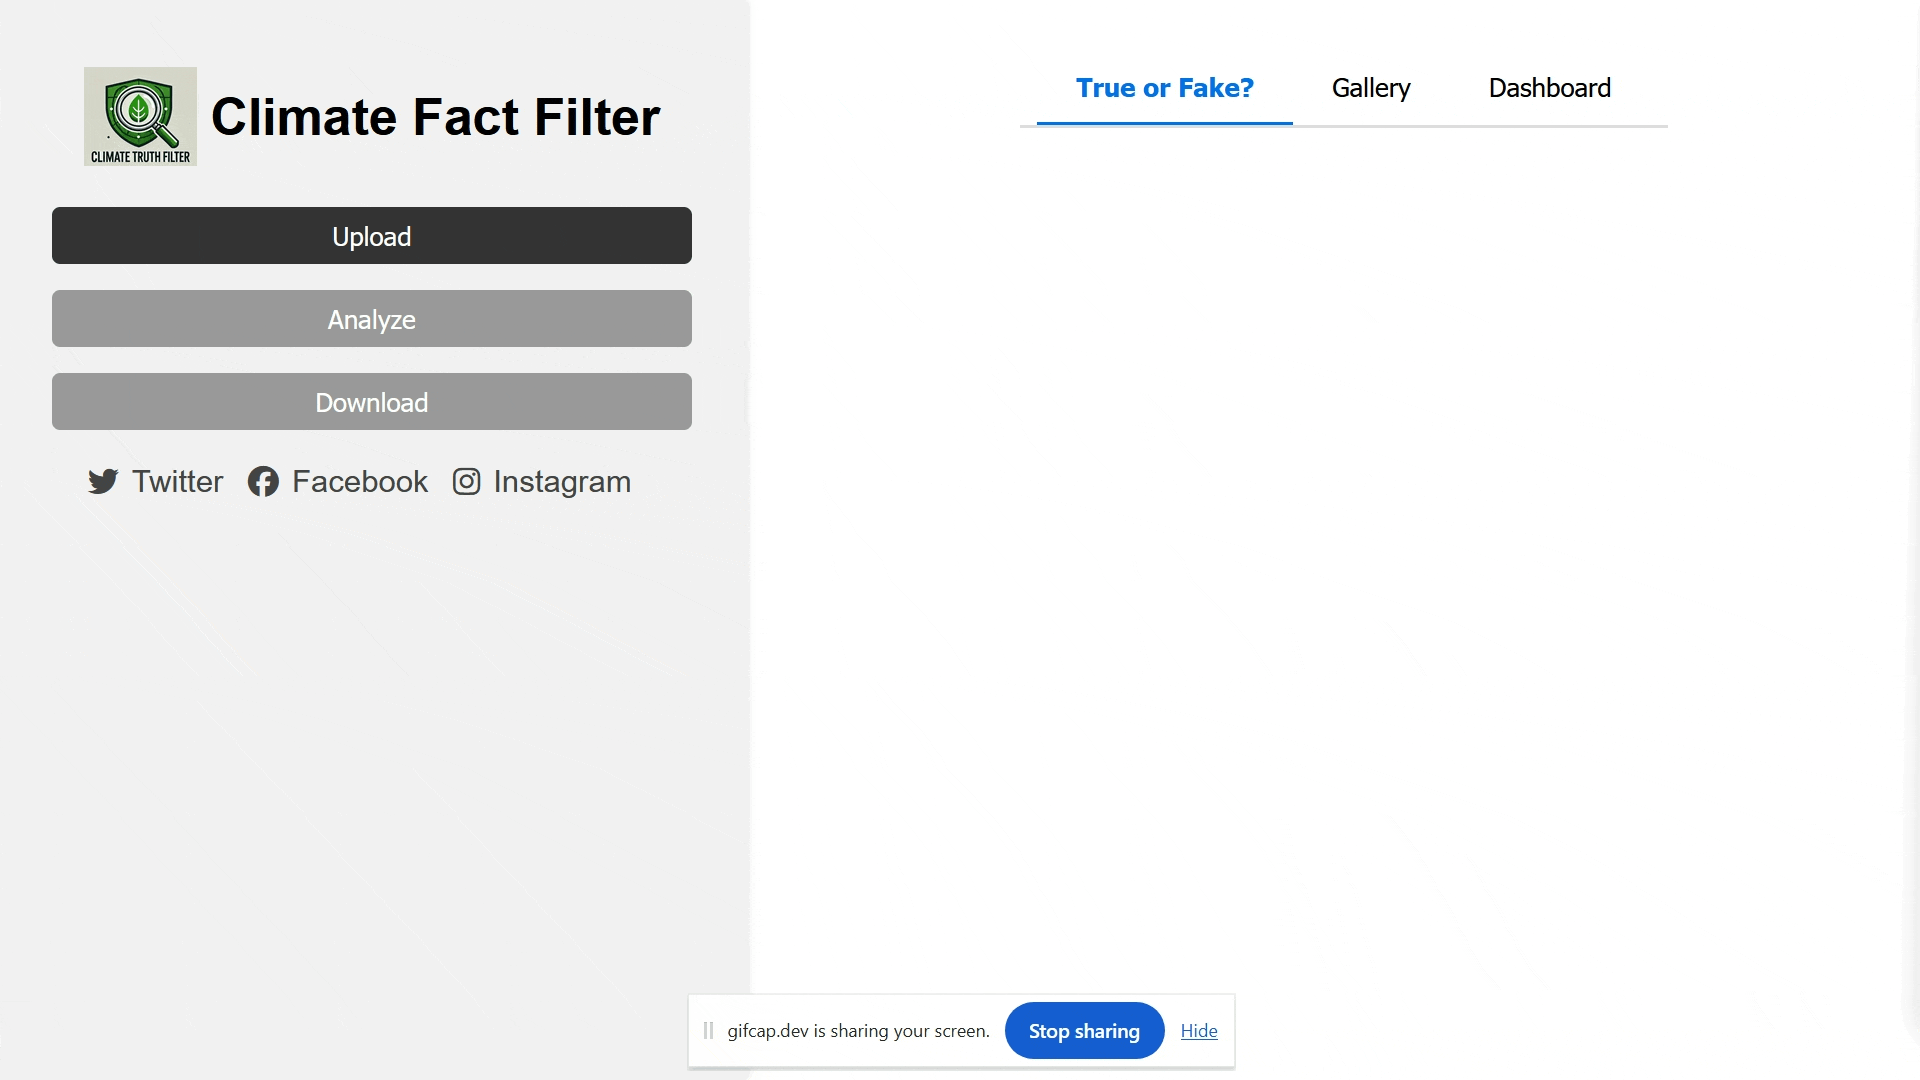 CLIMATE TRUTH FILTER
Climate Fact Filter
Upload
Analyze
Download
Twitter Facebook Instagram
True or Fake? Gallery Dashboard
gifcap.dev is sharing your screen. Stop sharing Hide